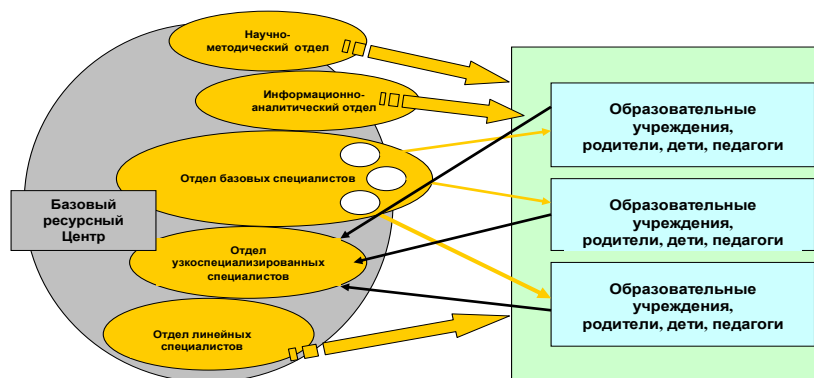 Научно-
методический отдел
Информационно-
аналитический отдел
Отдел базовых специалистов
Базовый
ресурсный
Центр
Отдел
узкоспециализированных
специалистов
Отдел линейных
специалистов
Образовательные
учреждения,
родители, дети, педагоги
Образовательные
учреждения,
родители, дети, педагоги
Образовательные
учреждения,
родители, дети, педагоги